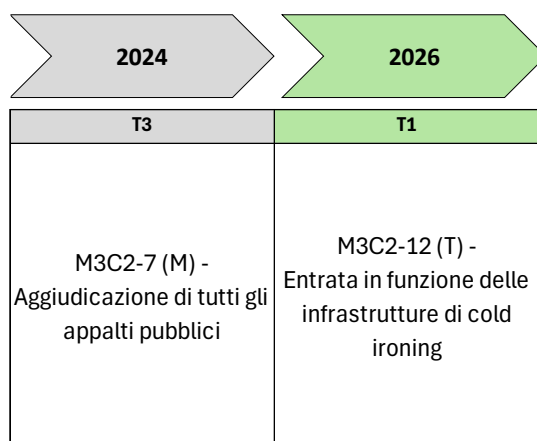 2024
2026
T3
T1
M3C2-7 (M) -
Aggiudicazione di tutti gli
appalti pubblici
M3C2-12 (T) -
Entrata in funzione delle
infrastrutture di cold
ironing